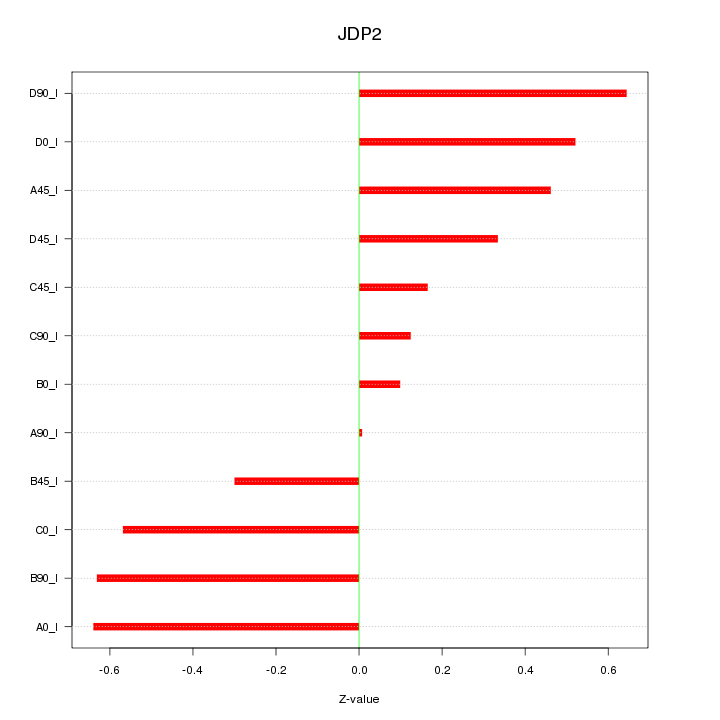 JDP2
D90_I
D0_I
A45_I
D45_I
C45_I
C90_I
B0_I
A90_I
B45_I
C0_I
B90_I
A0_I
-0.6 -0.4 -0.2 0.0 0.2 0.4 0.6
Z-value